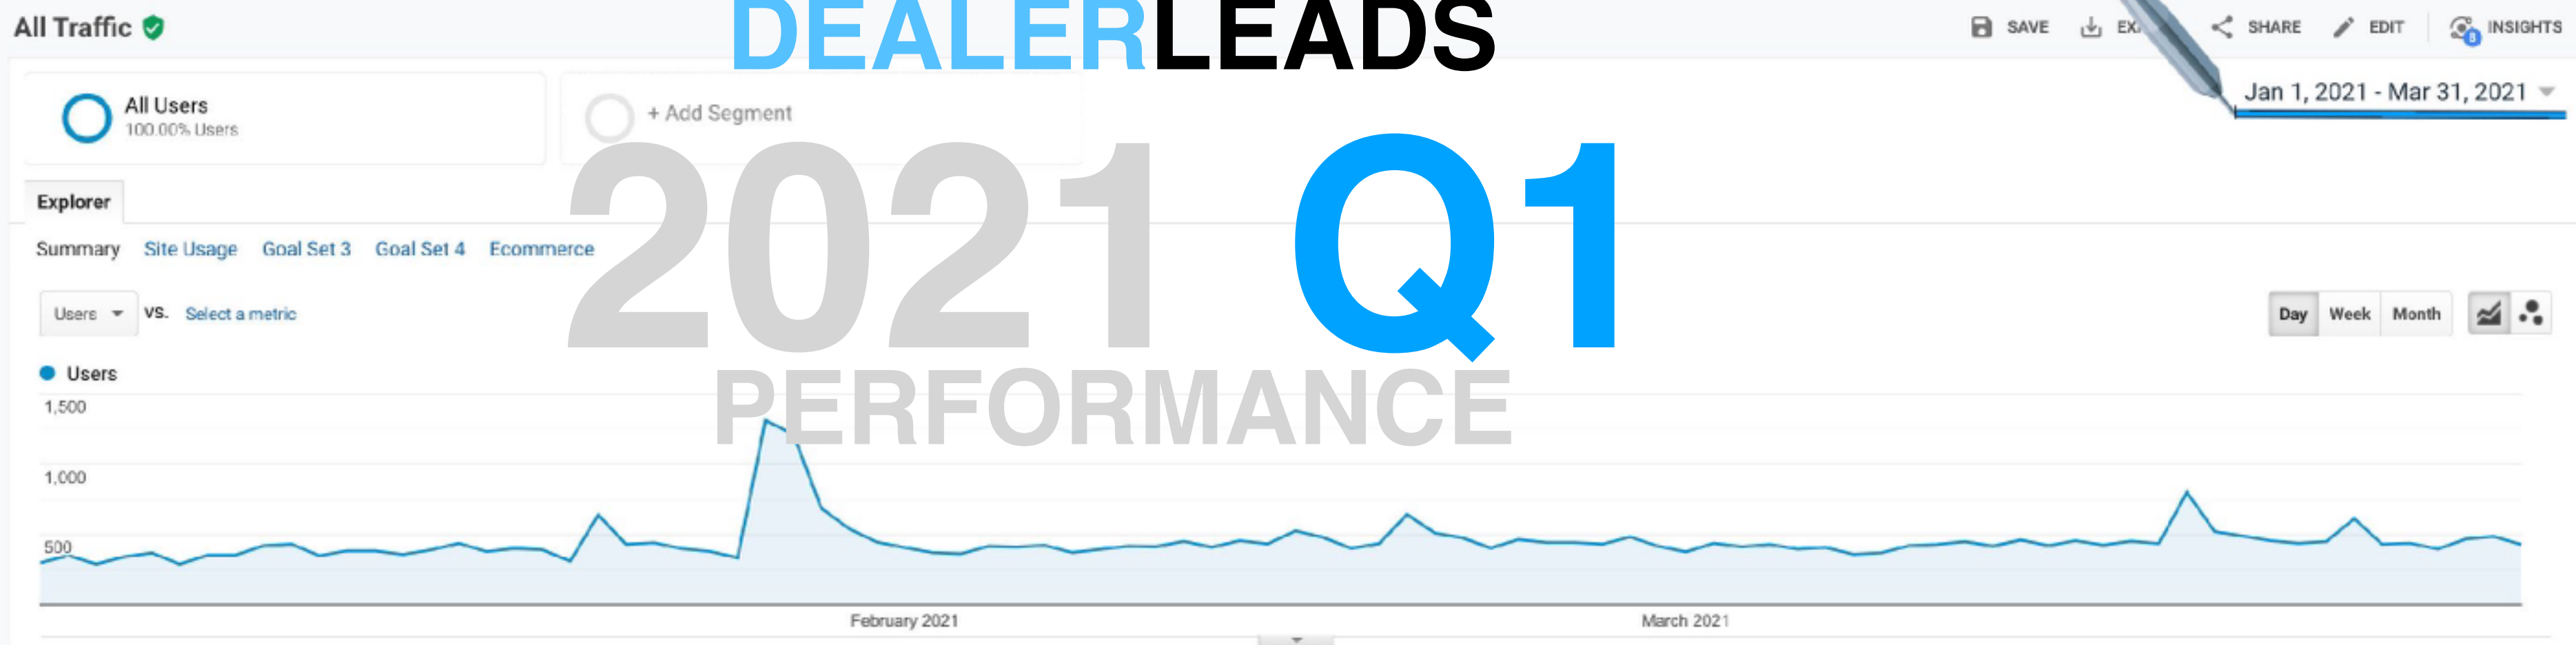 All Traffic
DEALERLEADS
SAVE
SHARE
EDIT
INSIGHTS
All Users
100.00% Users
+ Add Segment
Jan 1, 2021 - Mar 31, 2021
2021 Q1
Explorer
Summary Site Usage Goal Set 3 Goal Set 4 Ecommerce
Users VS. Select a metric
Day Week Month
PERFORMANCE
Users
1,500
1,000
500
February 2021
March 2021